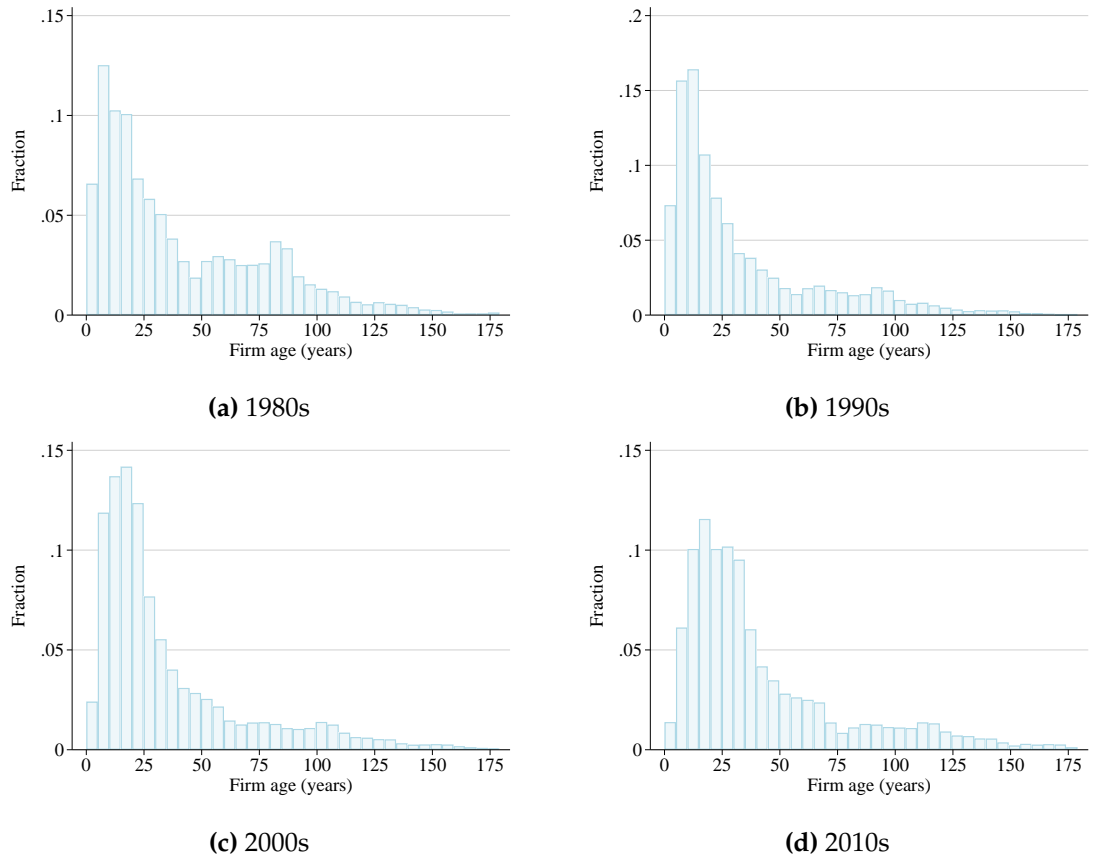 .15
.1
.05
0
Fraction
0 25 50 75 100 125 150 175
Firm age (years)
(a) 1980s
.2
.15
.1
.05
0
Fraction
0 25 50 75 100 125 150 175
Firm age (years)
(b) 1990s
.15
.1
.05
0
Fraction
0 25 50 75 100 125 150 175
Firm age (years)
(c) 2000s
.15
.1
.05
0
Fraction
0 25 50 75 100 125 150 175
Firm age (years)
(d) 2010s